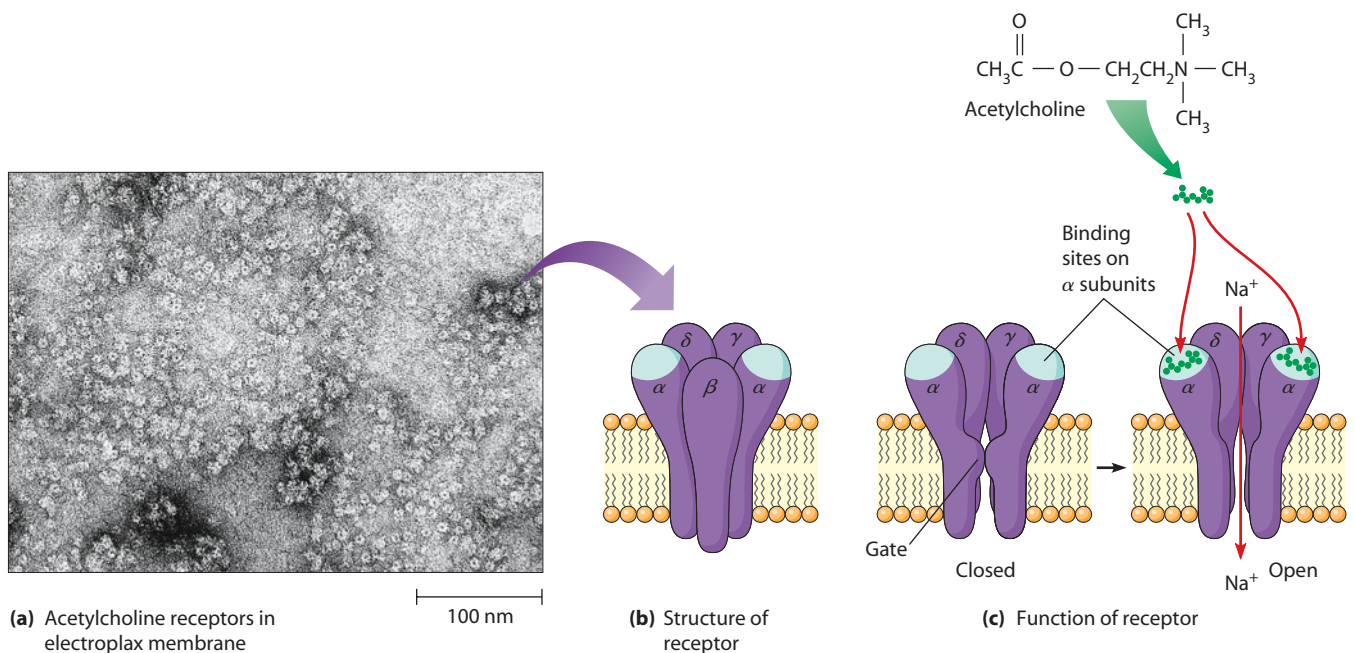 O
CH₃
CH₃C — O — CH₂CH₂N — CH₃
Acetylcholine
CH₃
Binding
sites on
α subunits
Na⁺
δ
γ
α
β
α
δ
γ
α
α
δ
γ
α
α
Gate
Closed
Na⁺
Open
100 nm
(a) Acetylcholine receptors in
electroplax membrane
(b) Structure of
receptor
(c) Function of receptor